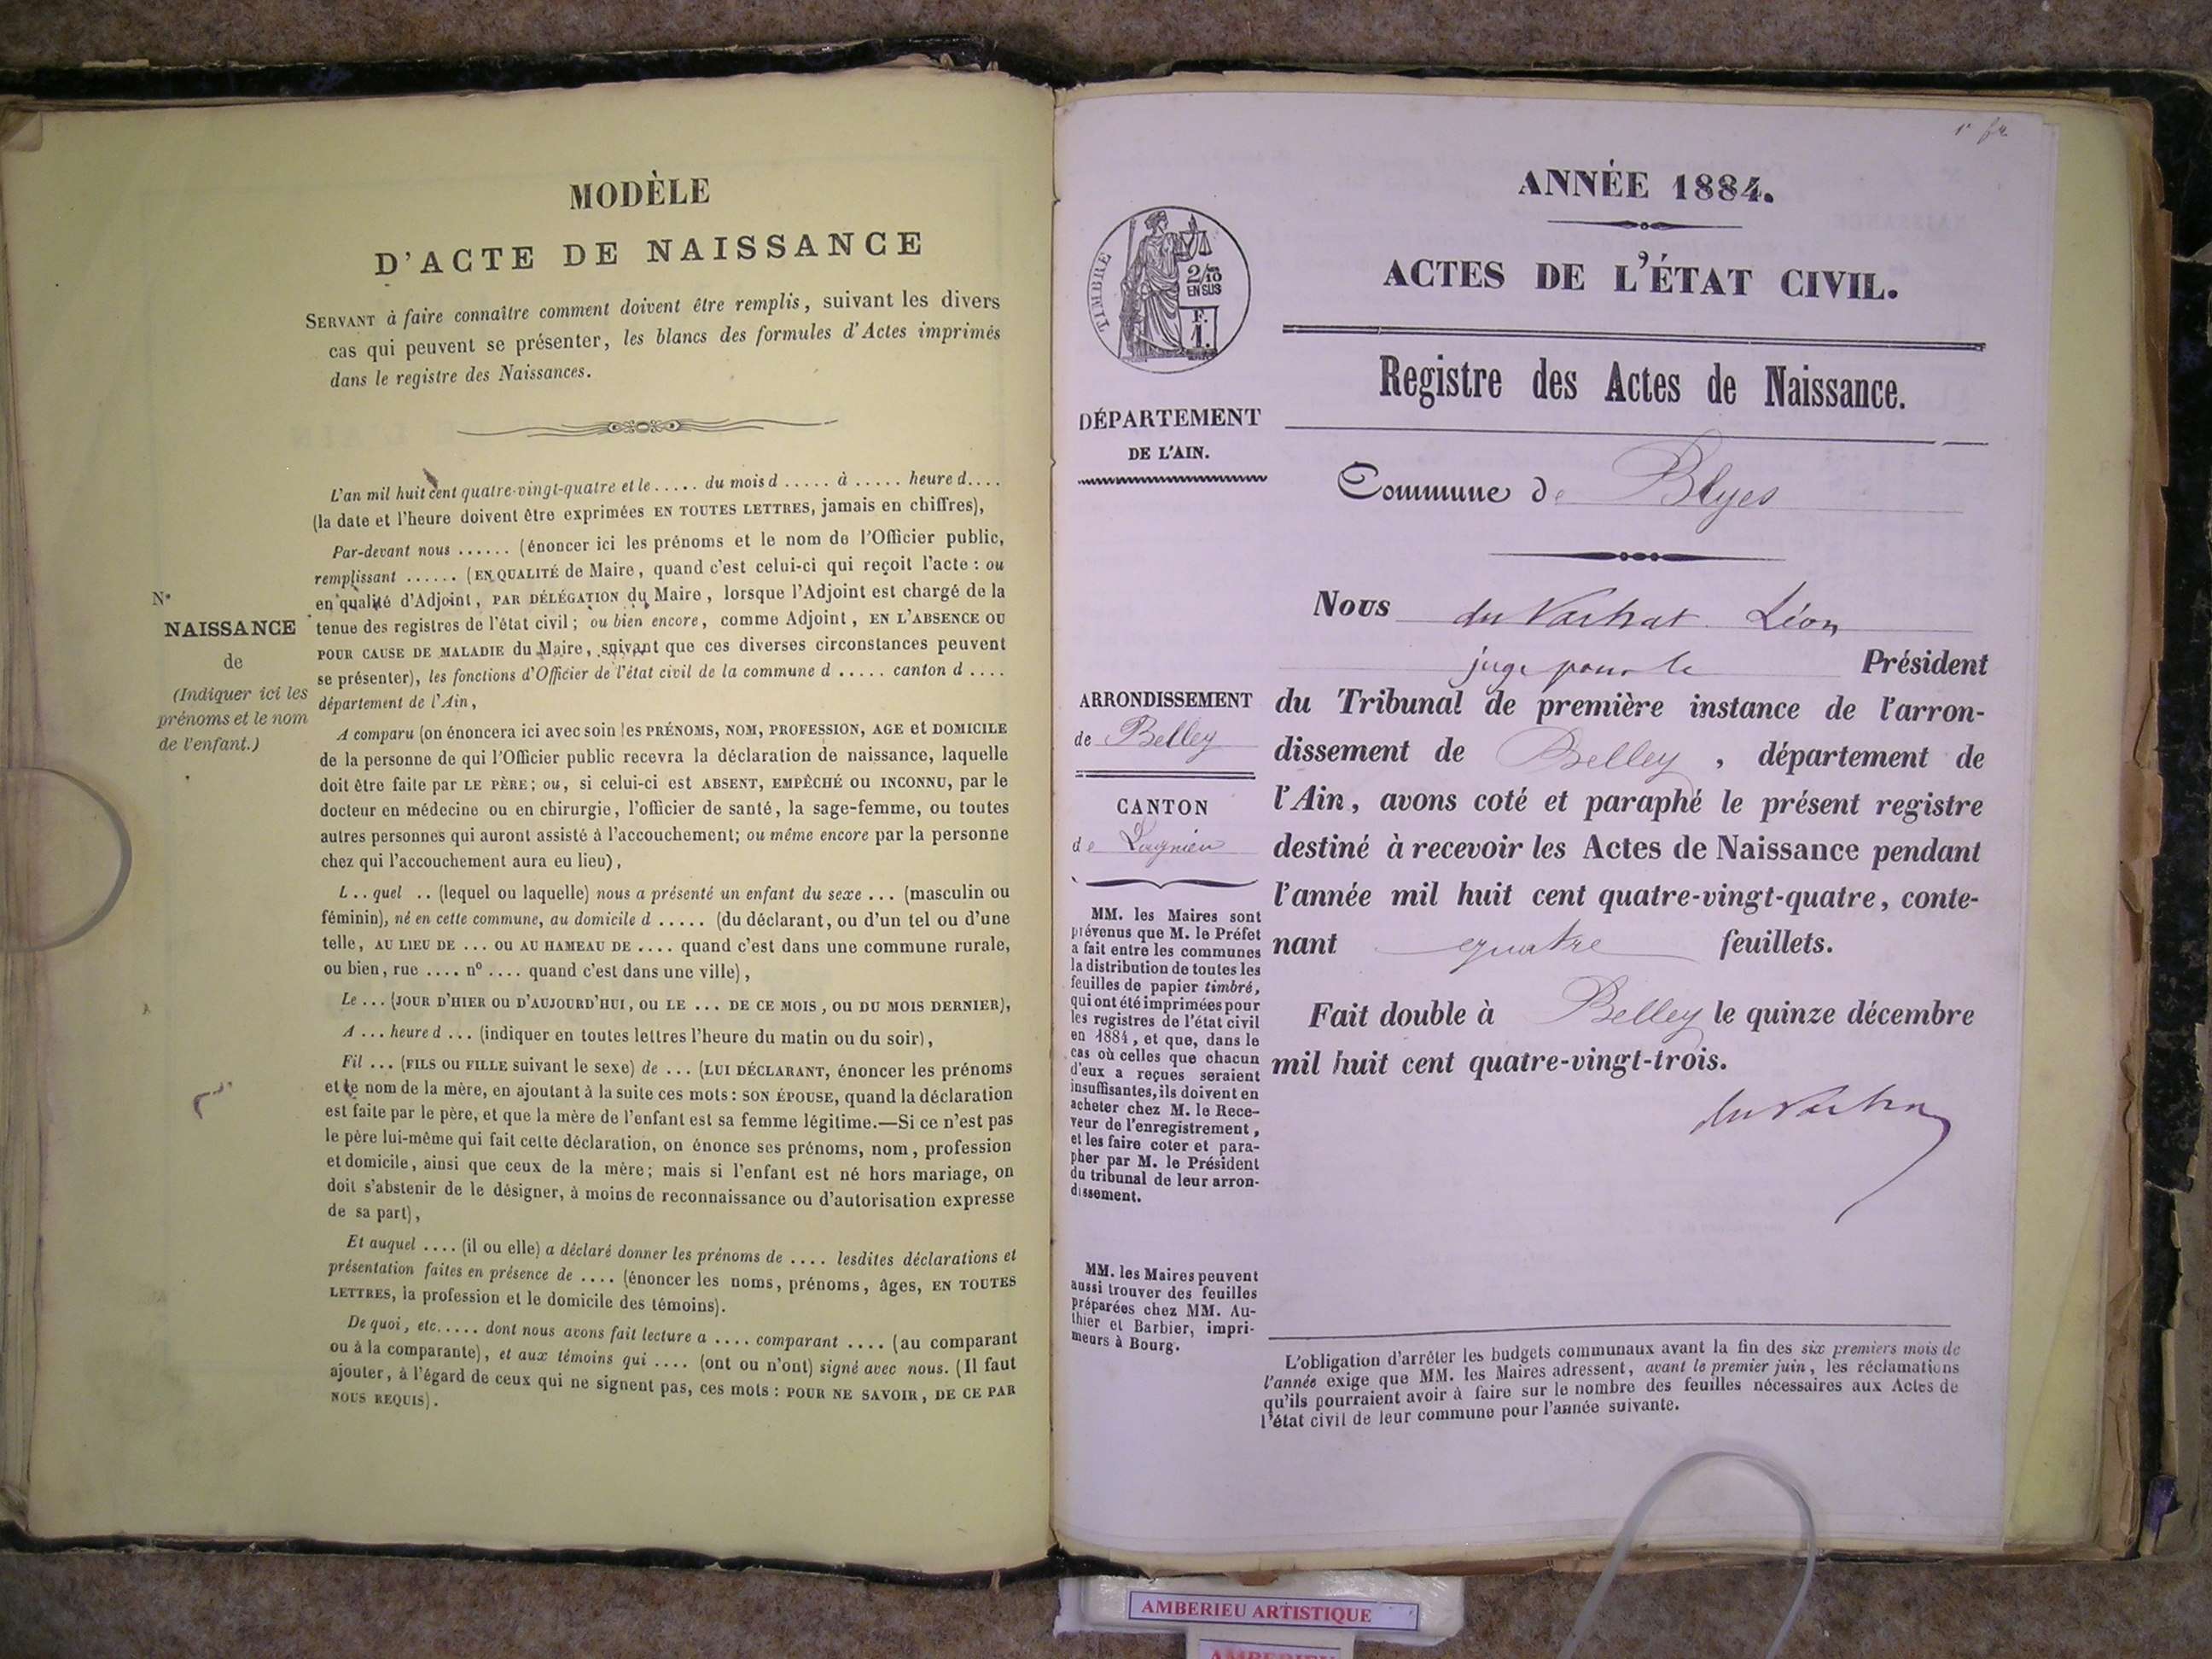 MODÈLE
D'ACTE DE NAISSANCE
SERVANT à faire connaître comment doivent être remplis, suivant les divers
cas qui peuvent se présenter, les blancs des formules d'Actes imprimés
dans le registre des Naissances.
L'an mil huit cent quatre-vingt-quatre et le ..... du mois d ..... à ..... heure d....
(la date et l'heure doivent être exprimées EN TOUTES LETTRES, jamais en chiffres),
Par-devant nous ...... (énoncer ici les prénoms et le nom de l'Officier public,
remplissant ...... (EN QUALITÉ de Maire, quand c'est celui-ci qui reçoit l'acte : ou
en qualité d'Adjoint, PAR DÉLÉGATION du Maire, lorsque l'Adjoint est chargé de la
tenue des registres de l'état civil; ou bien encore, comme Adjoint, EN L'ABSENCE OU
POUR CAUSE DE MALADIE du Maire, suivant que ces diverses circonstances peuvent
se présenter), les fonctions d'Officier de l'état civil de la commune d ..... canton d ....
département de l'Ain,
N°
NAISSANCE
de
(Indiquer ici les
prénoms et le nom
de l'enfant.)
A comparu (on énoncera ici avec soin les PRÉNOMS, NOM, PROFESSION, AGE et DOMICILE
de la personne de qui l'Officier public recevra la déclaration de naissance, laquelle
doit être faite par LE PÈRE; ou, si celui-ci est ABSENT, EMPÊCHÉ OU INCONNU, par le
docteur en médecine ou en chirurgie, l'officier de santé, la sage-femme, ou toutes
autres personnes qui auront assisté à l'accouchement; ou même encore par la personne
chez qui l'accouchement aura eu lieu),
L .. quel .. (lequel ou laquelle) nous a présenté un enfant du sexe ... (masculin ou
féminin), né en cette commune, au domicile d ..... (du déclarant, ou d'un tel ou d'une
telle, AU LIEU DE ... OU AU HAMEAU DE .... quand c'est dans une commune rurale,
ou bien, rue .... n° .... quand c'est dans une ville),
Le ... (JOUR D'HIER OU D'AUJOURD'HUI, OU LE ... DE CE MOIS, OU DU MOIS DERNIER),
A ... heure d ... (indiquer en toutes lettres l'heure du matin ou du soir),
Fil ... (FILS OU FILLE suivant le sexe) de ... (LUI DÉCLARANT, énoncer les prénoms
et le nom de la mère, en ajoutant à la suite ces mots : SON ÉPOUSE, quand la déclaration
est faite par le père, et que la mère de l'enfant est sa femme légitime.—Si ce n'est pas
le père lui-même qui fait cette déclaration, on énonce ses prénoms, nom, profession
et domicile, ainsi que ceux de la mère; mais si l'enfant est né hors mariage, on
doit s'abstenir de le désigner, à moins de reconnaissance ou d'autorisation expresse
de sa part),
Et auquel .... (il ou elle) a déclaré donner les prénoms de .... lesdites déclarations et
présentation faites en présence de .... (énoncer les noms, prénoms, âges, EN TOUTES
LETTRES, la profession et le domicile des témoins).
De quoi, etc..... dont nous avons fait lecture a .... comparant .... (au comparant
ou à la comparante), et aux témoins qui .... (ont ou n'ont) signé avec nous. (Il faut
ajouter, à l'égard de ceux qui ne signent pas, ces mots : POUR NE SAVOIR, DE CE PAR
NOUS REQUIS).
ANNÉE 1884.
ACTES DE L'ÉTAT CIVIL.
TIMBRE
2/10
EN SUS
F.
1.
Registre des Actes de Naissance.
DÉPARTEMENT
DE L'AIN.
Commune de Blyes
Nous du Vachat Léon
juge pour le Président
du Tribunal de première instance de l'arron-
dissement de Belley, département de
l'Ain, avons coté et paraphé le présent registre
destiné à recevoir les Actes de Naissance pendant
l'année mil huit cent quatre-vingt-quatre, conte-
nant quatre feuillets.
Fait double à Belley le quinze décembre
mil huit cent quatre-vingt-trois.
du Vachat
ARRONDISSEMENT
de Belley
CANTON
de Lagnieu
MM. les Maires sont
prévenus que M. le Préfet
a fait entre les communes
la distribution de toutes les
feuilles de papier timbré,
qui ont été imprimées pour
les registres de l'état civil
en 1884, et que, dans le
cas où celles que chacun
d'eux a reçues seraient
insuffisantes, ils doivent en
acheter chez M. le Rece-
veur de l'enregistrement,
et les faire coter et para-
pher par M. le Président
du tribunal de leur arron-
dissement.
MM. les Maires peuvent
aussi trouver des feuilles
préparées chez MM. Au-
thier et Barbier, impri-
meurs à Bourg.
L'obligation d'arrêter les budgets communaux avant la fin des six premiers mois de
l'année exige que MM. les Maires adressent, avant le premier juin, les réclamations
qu'ils pourraient avoir à faire sur le nombre des feuilles nécessaires aux Actes de
l'état civil de leur commune pour l'année suivante.
AMBERIEU ARTISTIQUE
AMBERIEU